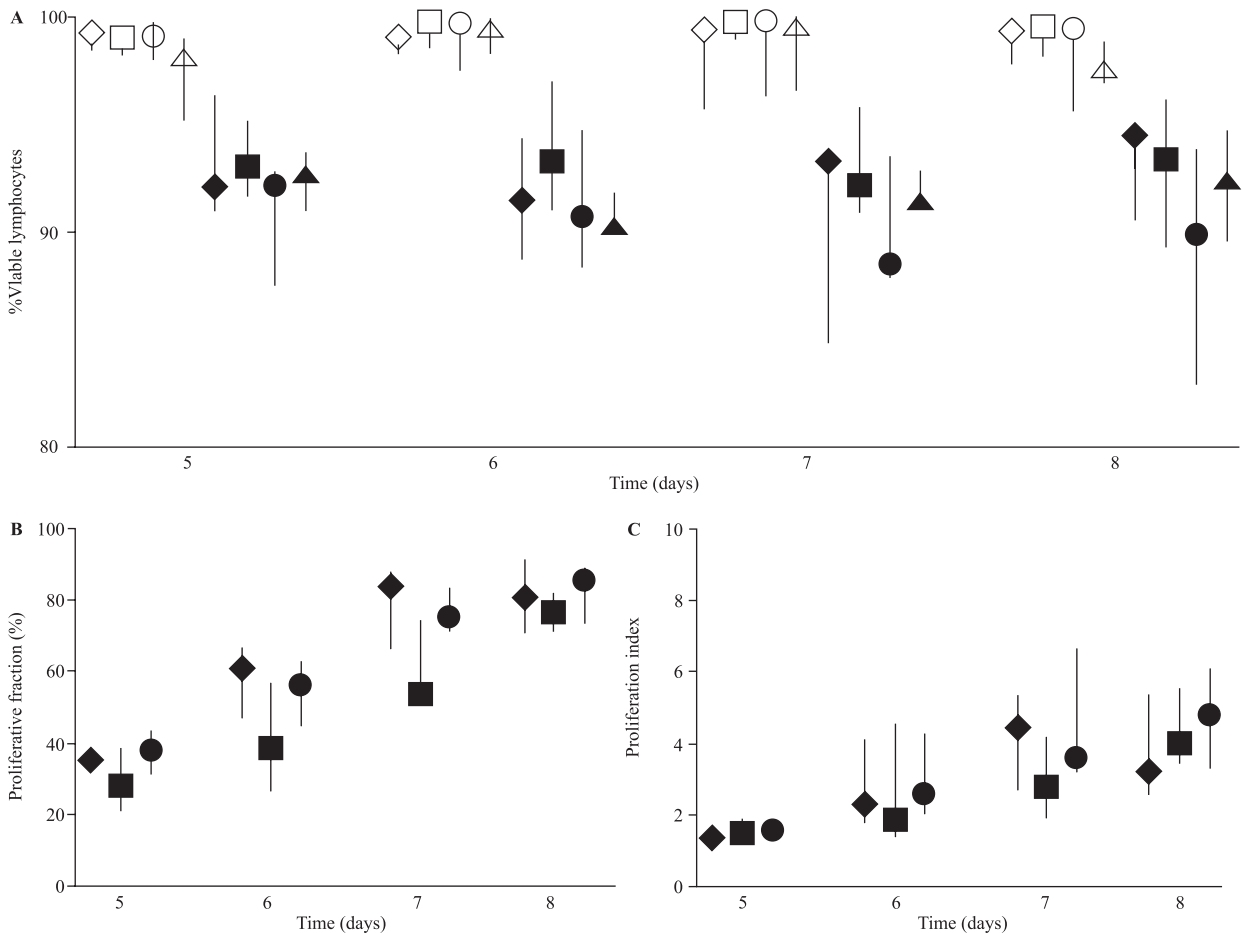 A
100
90
80
%Vlable lymphocytes
5 6 7 8
Time (days)
B
100
80
60
40
20
0
Proliferative fraction (%)
5 6 7 8
Time (days)
C
10
8
6
4
2
0
Proliferation index
5 6 7 8
Time (days)